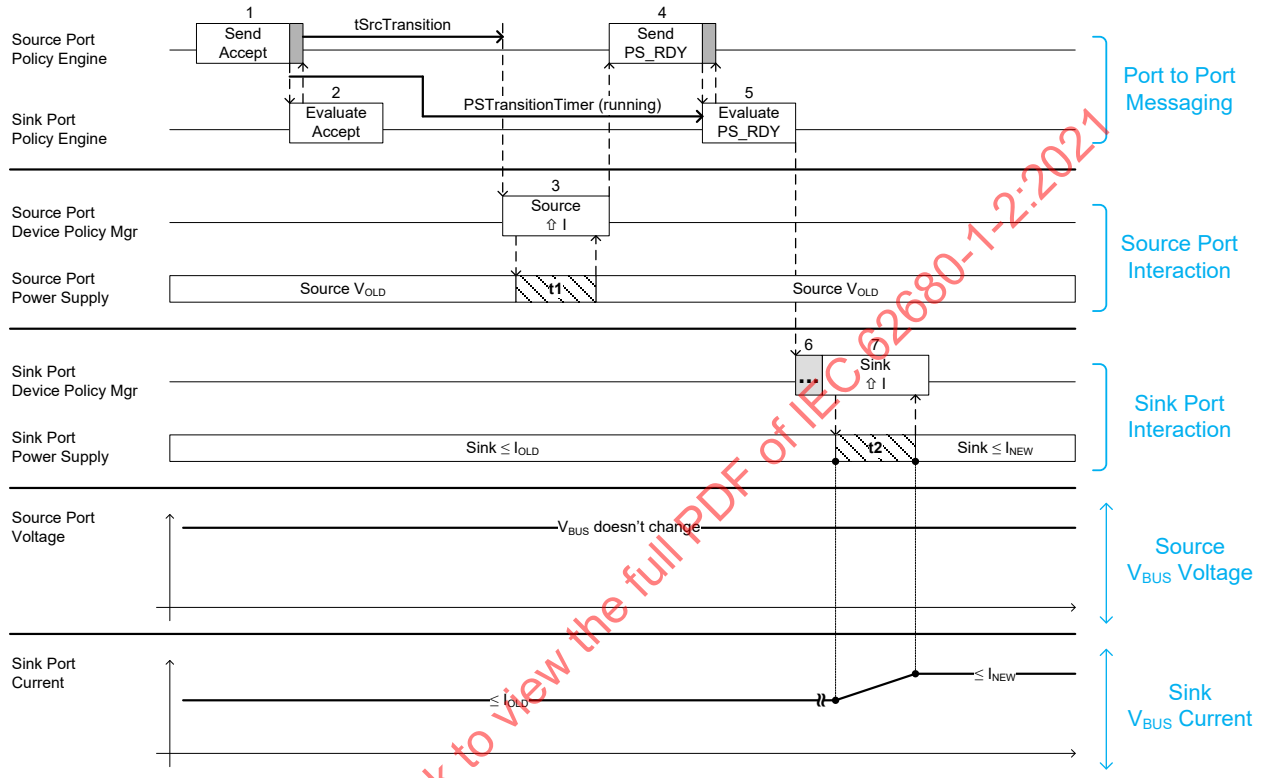 1
Send
Accept
tSrcTransition
4
Send
PS_RDY
Source Port
Policy Engine
2
Evaluate
Accept
PSTransitionTimer (running)
5
Evaluate
PS_RDY
Sink Port
Policy Engine
Port to Port
Messaging
3
Source
⇧ I
Source Port
Device Policy Mgr
Source Port
Power Supply
Source VOLD
t1
Source VOLD
Source Port
Interaction
6
...
7
Sink
⇧ I
Sink Port
Device Policy Mgr
Sink Port
Power Supply
Sink ≤ IOLD
t2
Sink ≤ INEW
Sink Port
Interaction
Source Port
Voltage
VBUS doesn't change
Source
VBUS Voltage
Sink Port
Current
≤ IOLD
≤ INEW
Sink
VBUS Current
k to view the full PDF of IEC 62680-1-2:2021